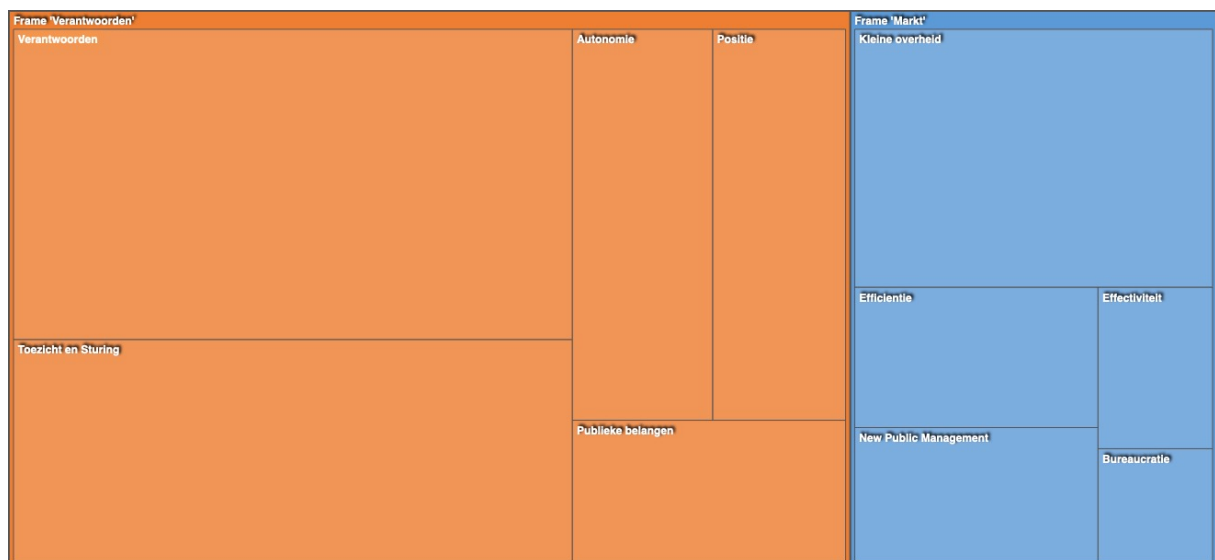 Frame 'Verantwoorden'
Verantwoorden
Autonomie
Positie
Toezicht en Sturing
Publieke belangen
Frame 'Markt'
Kleine overheid
Efficientie
Effectiviteit
New Public Management
Bureaucratie